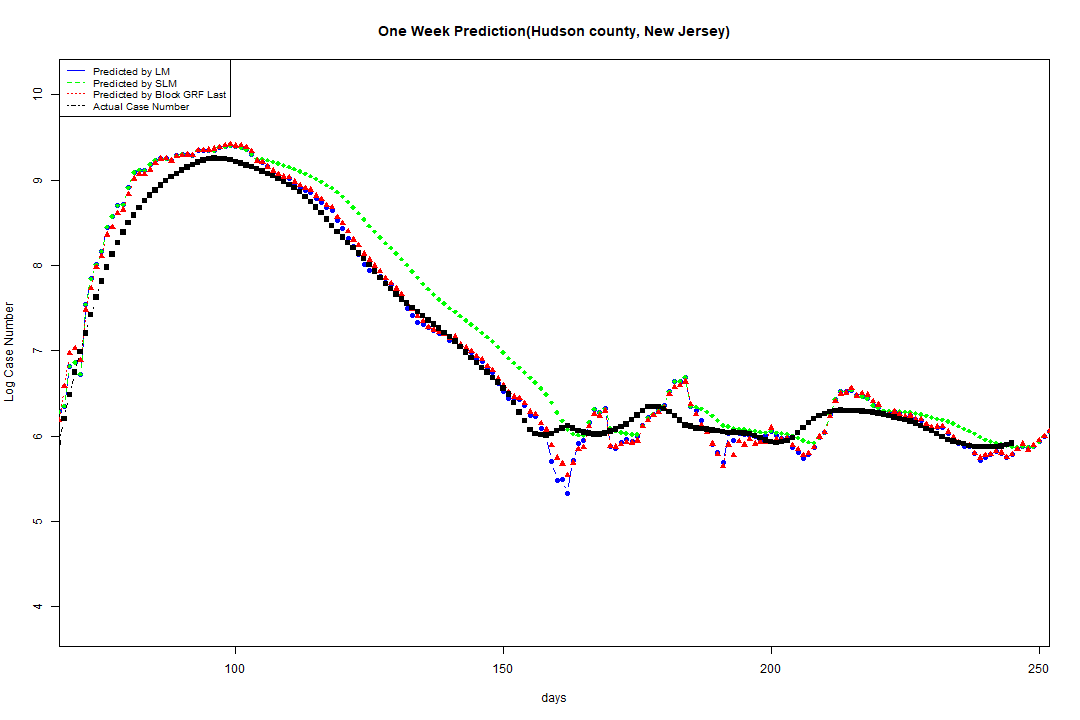 One Week Prediction(Hudson county, New Jersey)
Predicted by LM
Predicted by SLM
Predicted by Block GRF Last
Actual Case Number
10
9
8
7
6
5
4
Log Case Number
100
150
200
250
days